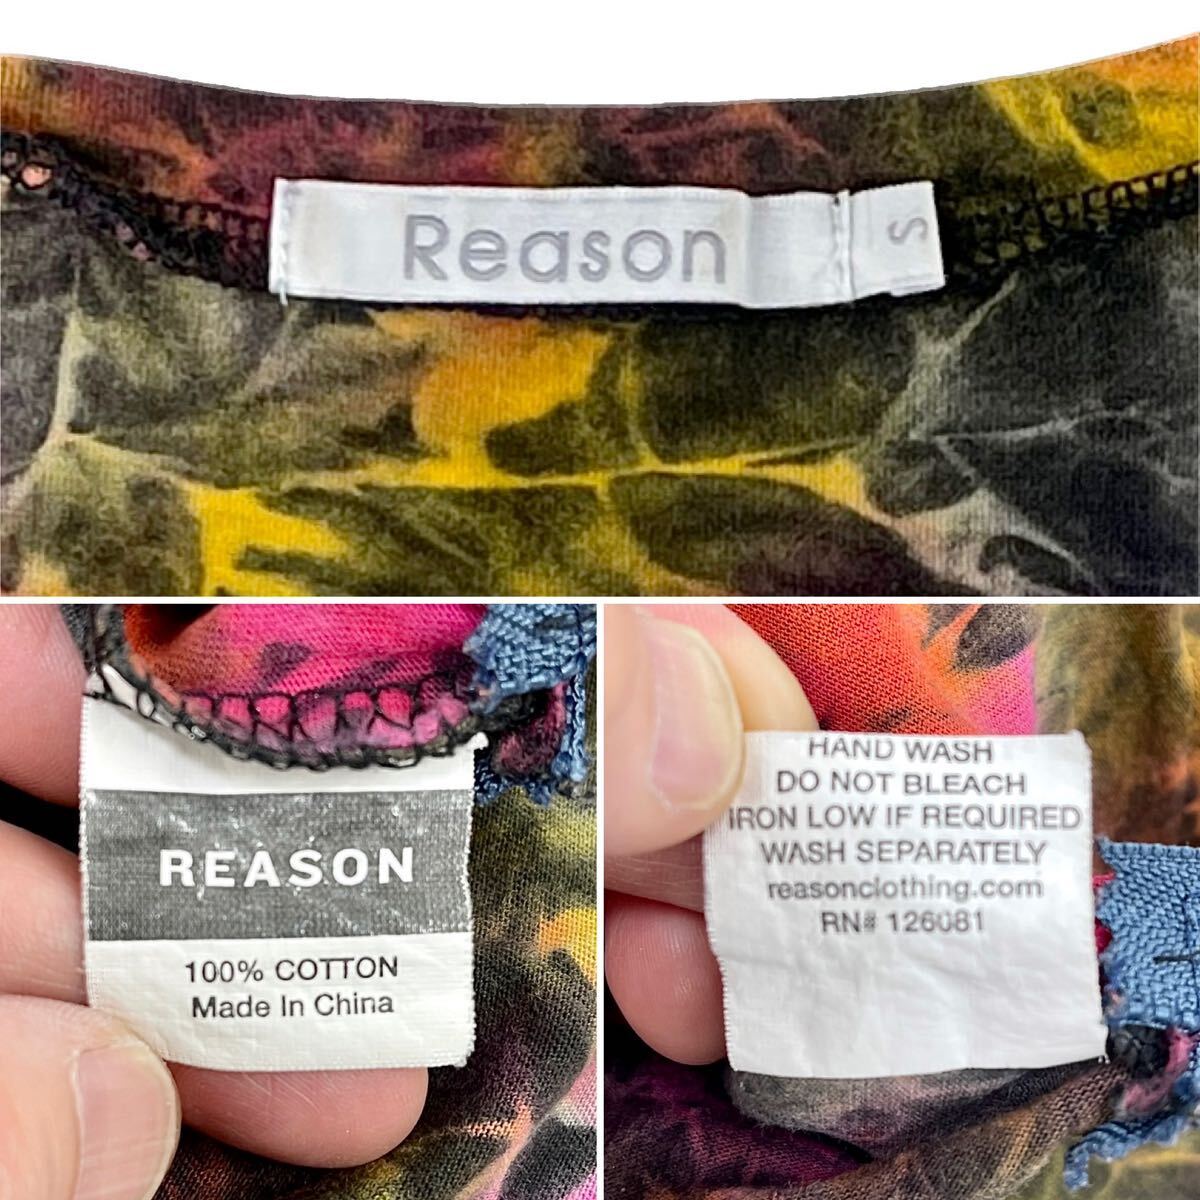 Reason
S
REASON
100% COTTON
Made In China
HAND WASH
DO NOT BLEACH
IRON LOW IF REQUIRED
WASH SEPARATELY
reasonclothing.com
RN# 126081